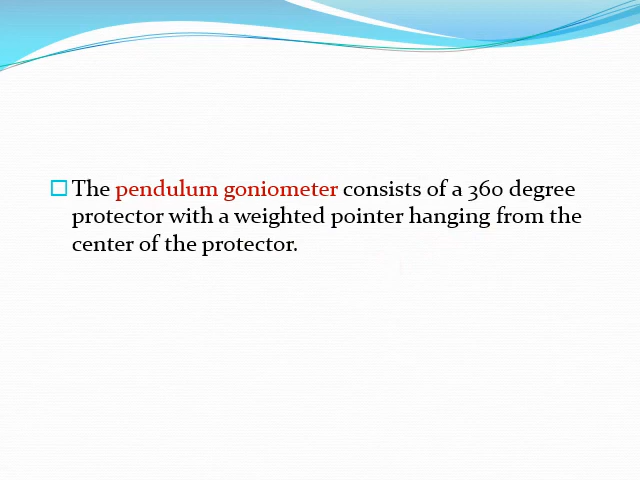 The pendulum goniometer consists of a 360 degree
protector with a weighted pointer hanging from the
center of the protector.